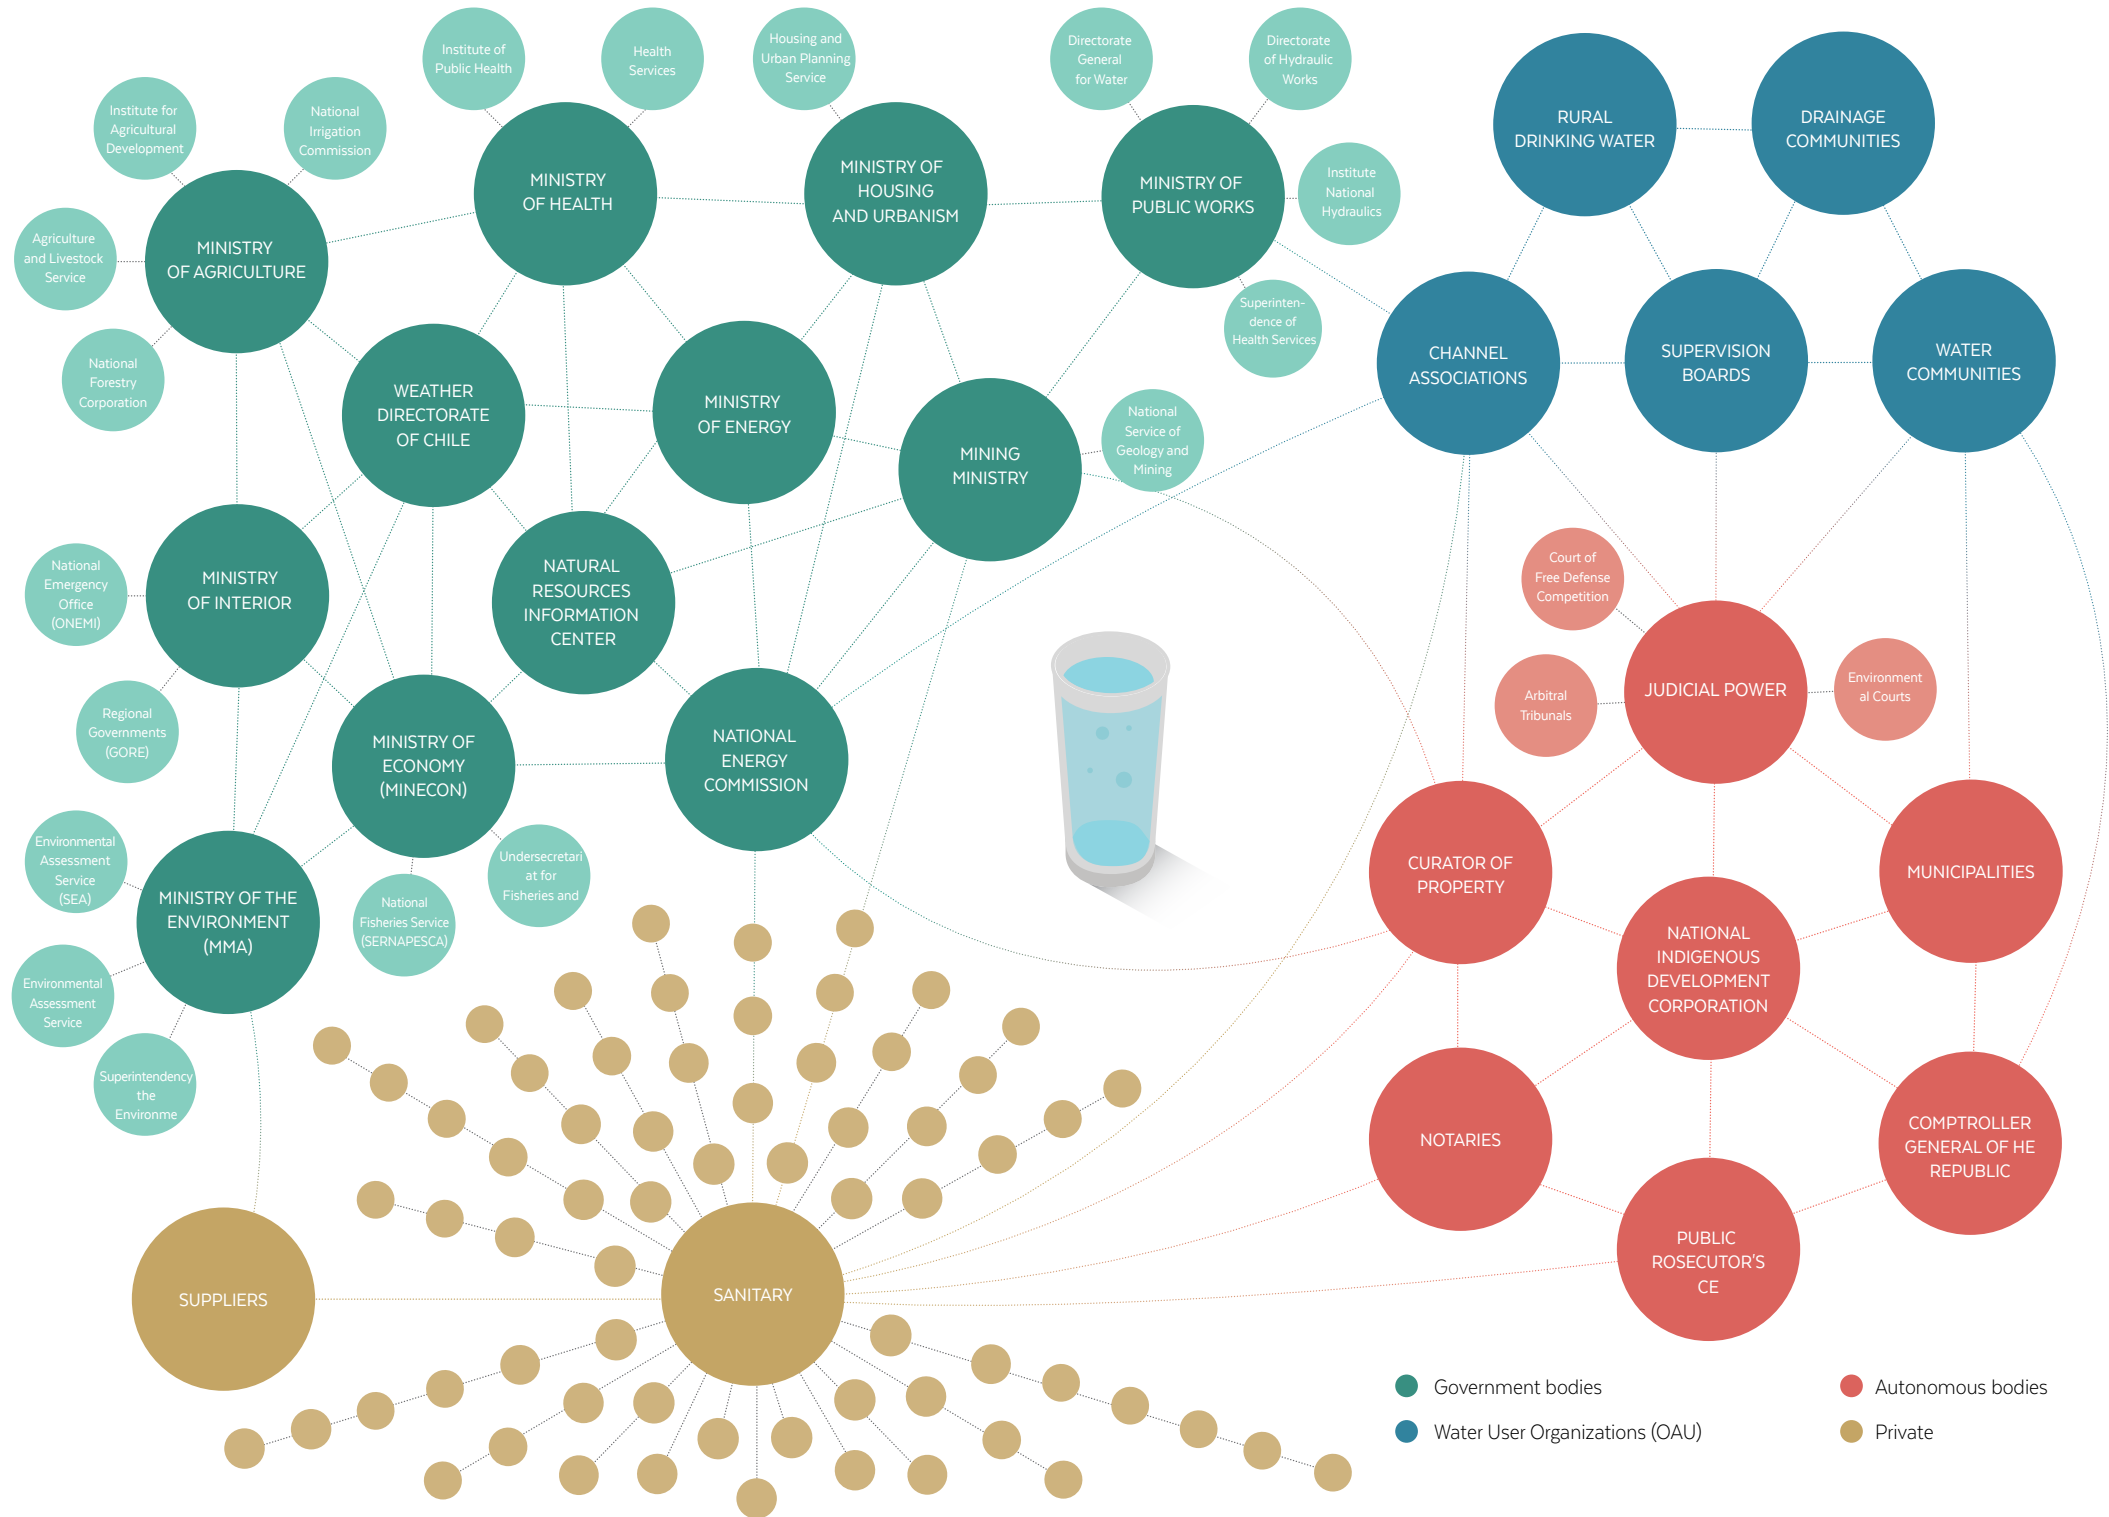 Institute of
Public Health
Health
Services
Housing and
Urban Planning
Service
Directorate
General
for Water
Directorate
of Hydraulic
Works
Institute for
Agricultural
Development
National
Irrigation
Commission
RURAL
DRINKING WATER
DRAINAGE
COMMUNITIES
MINISTRY
OF HEALTH
MINISTRY OF
HOUSING
AND URBANISM
MINISTRY OF
PUBLIC WORKS
Institute
National
Hydraulics
Agriculture
and Livestock
Service
MINISTRY
OF AGRICULTURE
Superinten-
dence of
Health Services
National
Forestry
Corporation
WEATHER
DIRECTORATE
OF CHILE
MINISTRY
OF ENERGY
MINING
MINISTRY
National
Service of
Geology and
Mining
CHANNEL
ASSOCIATIONS
SUPERVISION
BOARDS
WATER
COMMUNITIES
National
Emergency
Office
(ONEMI)
MINISTRY
OF INTERIOR
NATURAL
RESOURCES
INFORMATION
CENTER
Court of
Free Defense
Competition
Regional
Governments
(GORE)
MINISTRY OF
ECONOMY
(MINECON)
NATIONAL
ENERGY
COMMISSION
Arbitral
Tribunals
JUDICIAL POWER
Environment
al Courts
Environmental
Assessment
Service
(SEA)
MINISTRY OF THE
ENVIRONMENT
(MMA)
National
Fisheries Service
(SERNAPESCA)
Undersecretari
at for
Fisheries and
CURATOR OF
PROPERTY
MUNICIPALITIES
NATIONAL
INDIGENOUS
DEVELOPMENT
CORPORATION
Environmental
Assessment
Service
Superintendency
the
Environme
NOTARIES
COMPTROLLER
GENERAL OF HE
REPUBLIC
PUBLIC
ROSECUTOR'S
CE
SUPPLIERS
SANITARY
Government bodies
Autonomous bodies
Water User Organizations (OAU)
Private